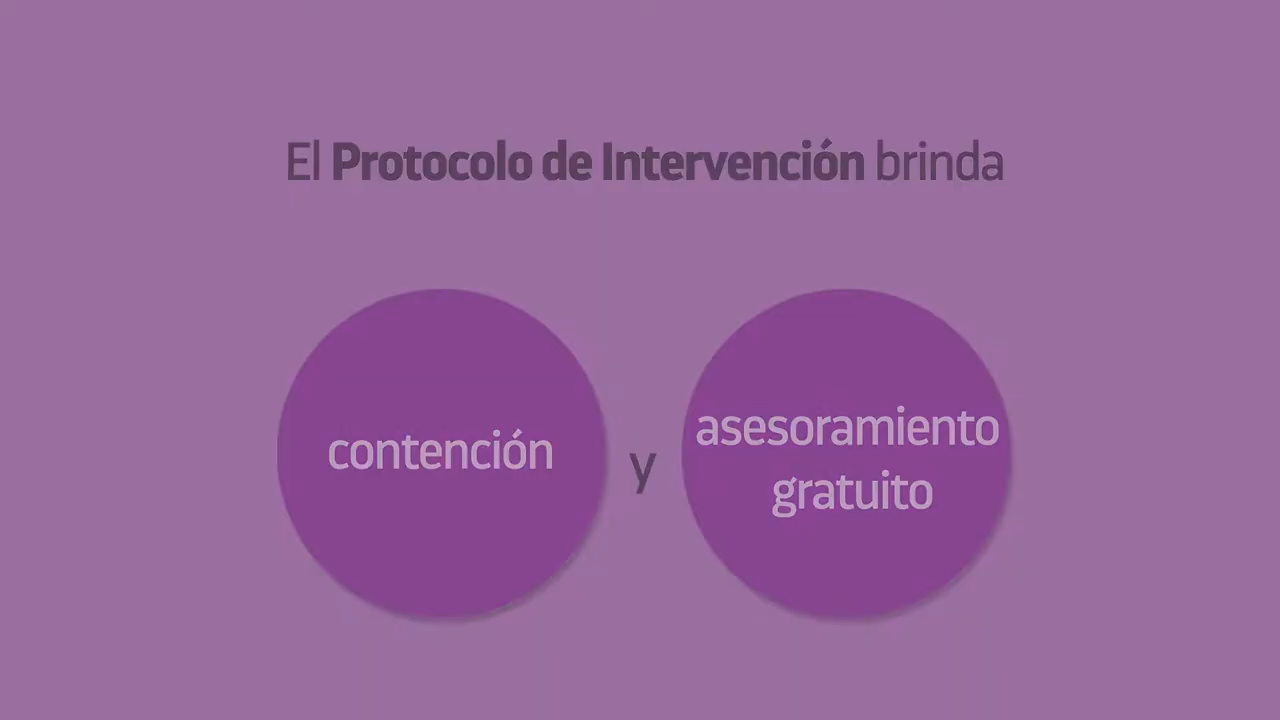 El Protocolo de Intervención brinda
contención
y
asesoramiento
gratuito